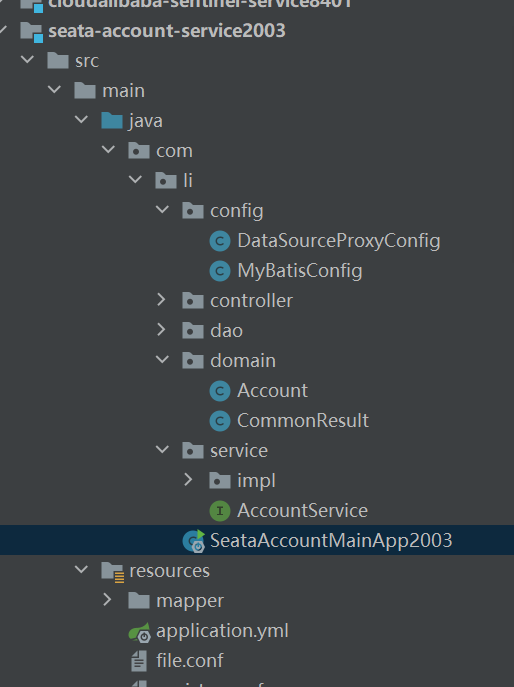 cloudalibaba-sentinel-service8401
seata-account-service2003
src
main
java
com
li
config
DataSourceProxyConfig
MyBatisConfig
controller
dao
domain
Account
CommonResult
service
impl
AccountService
SeataAccountMainApp2003
resources
mapper
application.yml
file.conf